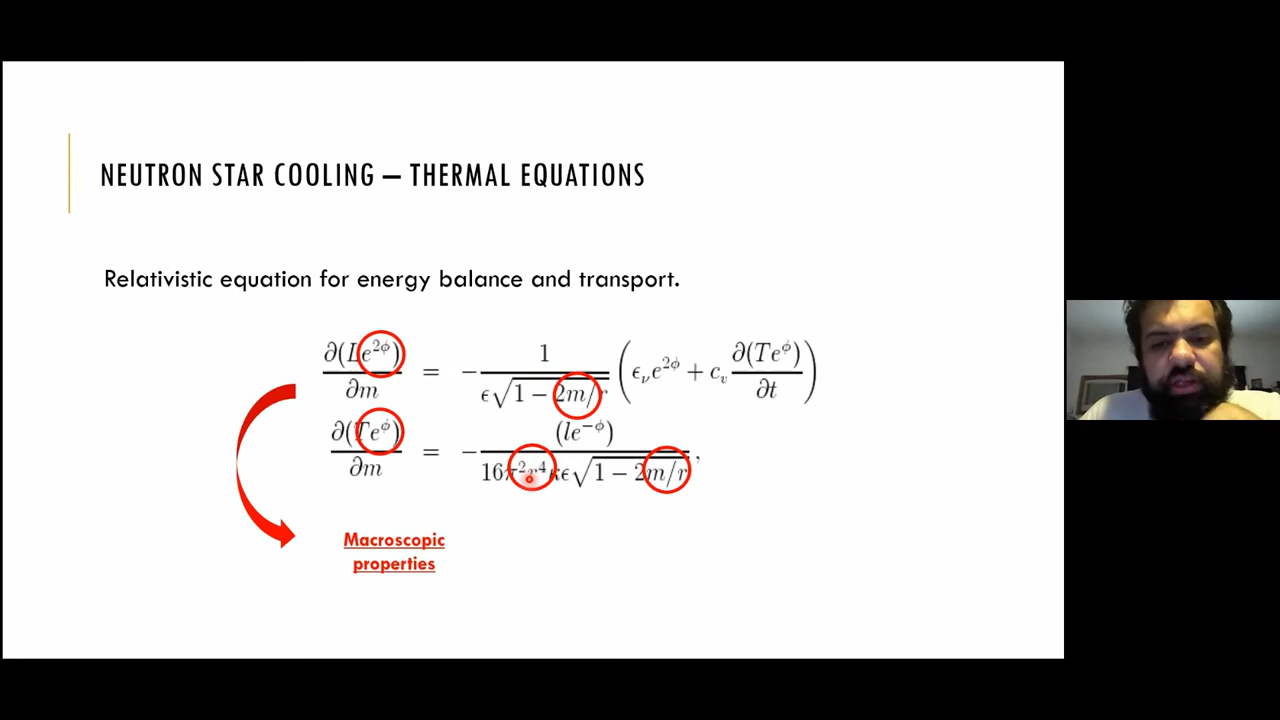 NEUTRON STAR COOLING – THERMAL EQUATIONS
Relativistic equation for energy balance and transport.
∂(Le^{2ϕ})/∂m = − 1/(ϵ√(1 − 2m/r)) (ϵ_ν e^{2ϕ} + c_v ∂(Te^ϕ)/∂t)
∂(Te^ϕ)/∂m = − (le^{−ϕ})/(16π²r⁴κϵ√(1 − 2m/r)) ,
Macroscopic
properties